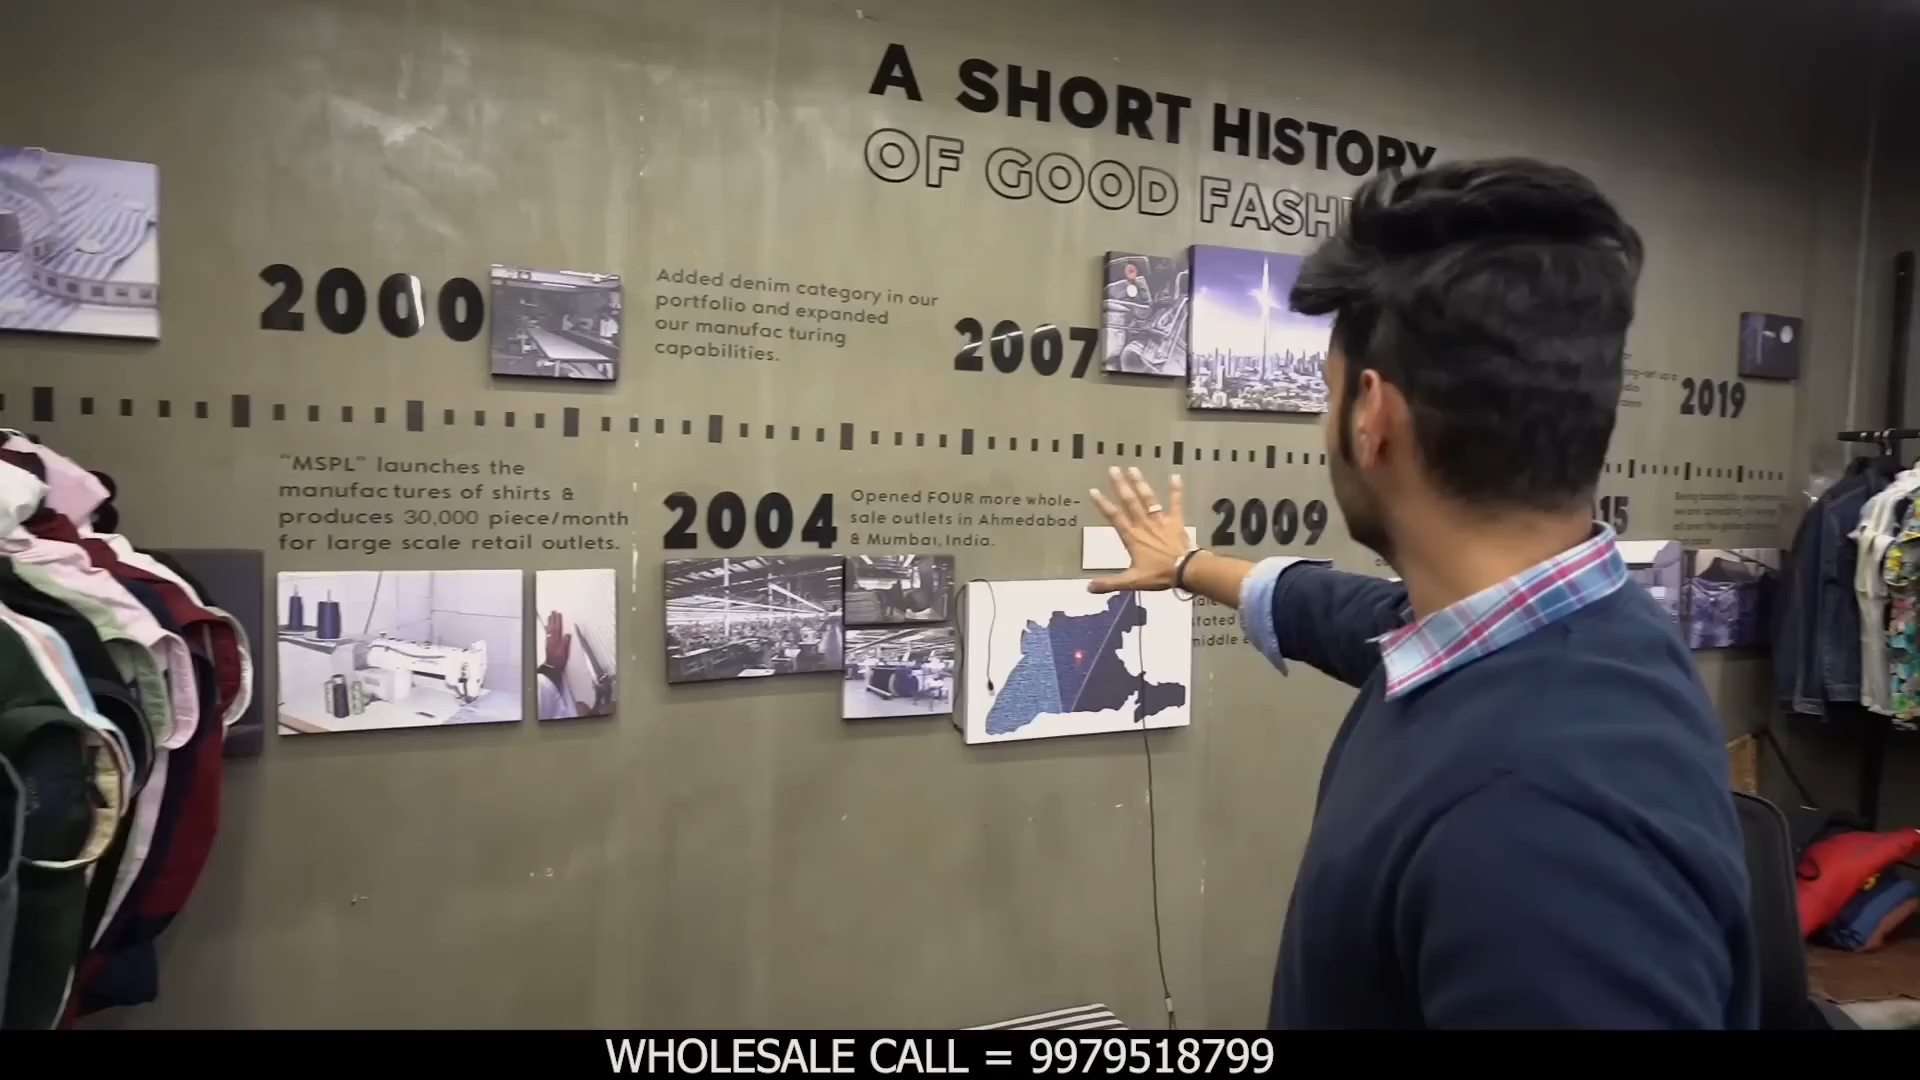 A SHORT HISTORY
OF GOOD FASH
2000
Added denim category in our
portfolio and expanded
our manufac turing
capabilities.
2007
2019
"MSPL" launches the
manufactures of shirts &
produces 30,000 piece/month
for large scale retail outlets.
2004
Opened FOUR more whole-
sale outlets in Ahmedabad
& Mumbai, India.
2009
15
middle
WHOLESALE CALL = 9979518799